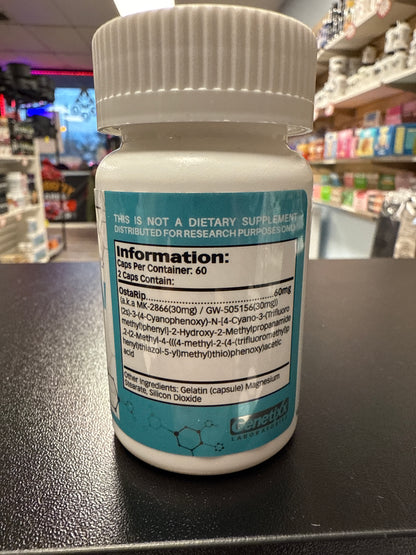 THIS IS NOT A DIETARY SUPPLEMENT
DISTRIBUTED FOR RESEARCH PURPOSES ONLY
Information:
Caps Per Container: 60
2 Caps Contain:
OstaRip..............................60mg
(a.k.a MK-2866(30mg) / GW-505156(30mg))
(2s)-3-(4-Cyanophenoxy)-N-[4-Cyano-3-(Trifluoro
methyl)phenyl]-2-Hydroxy-2-Methylpropanamide
,2-(2-Methyl-4-(((4-methyl-2-(4-(trifluoromethyl)p
henyl)thiazol-5-yl)methyl)thio)phenoxy)acetic
acid
Other Ingredients: Gelatin (capsule) Magnesium
Stearate, Silicon Dioxide
Genetixx
LABORATORIES